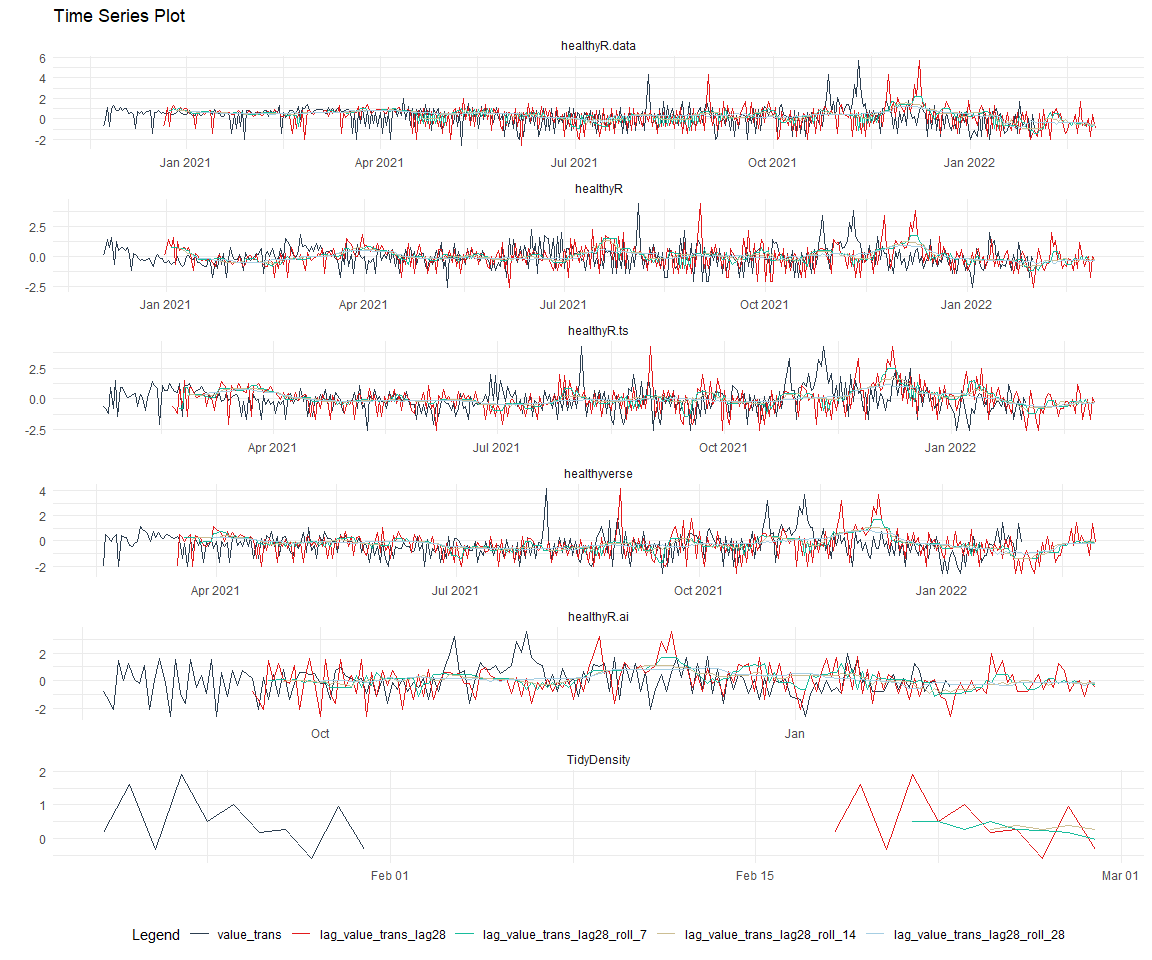 Time Series Plot
healthyR.data
6
4
2
0
-2
Jan 2021 Apr 2021 Jul 2021 Oct 2021 Jan 2022
healthyR
2.5
0.0
-2.5
Jan 2021 Apr 2021 Jul 2021 Oct 2021 Jan 2022
healthyR.ts
2.5
0.0
-2.5
Apr 2021 Jul 2021 Oct 2021 Jan 2022
healthyverse
4
2
0
-2
Apr 2021 Jul 2021 Oct 2021 Jan 2022
healthyR.ai
2
0
-2
Oct Jan
TidyDensity
2
1
0
Feb 01 Feb 15 Mar 01
Legend value_trans lag_value_trans_lag28 lag_value_trans_lag28_roll_7 lag_value_trans_lag28_roll_14 lag_value_trans_lag28_roll_28